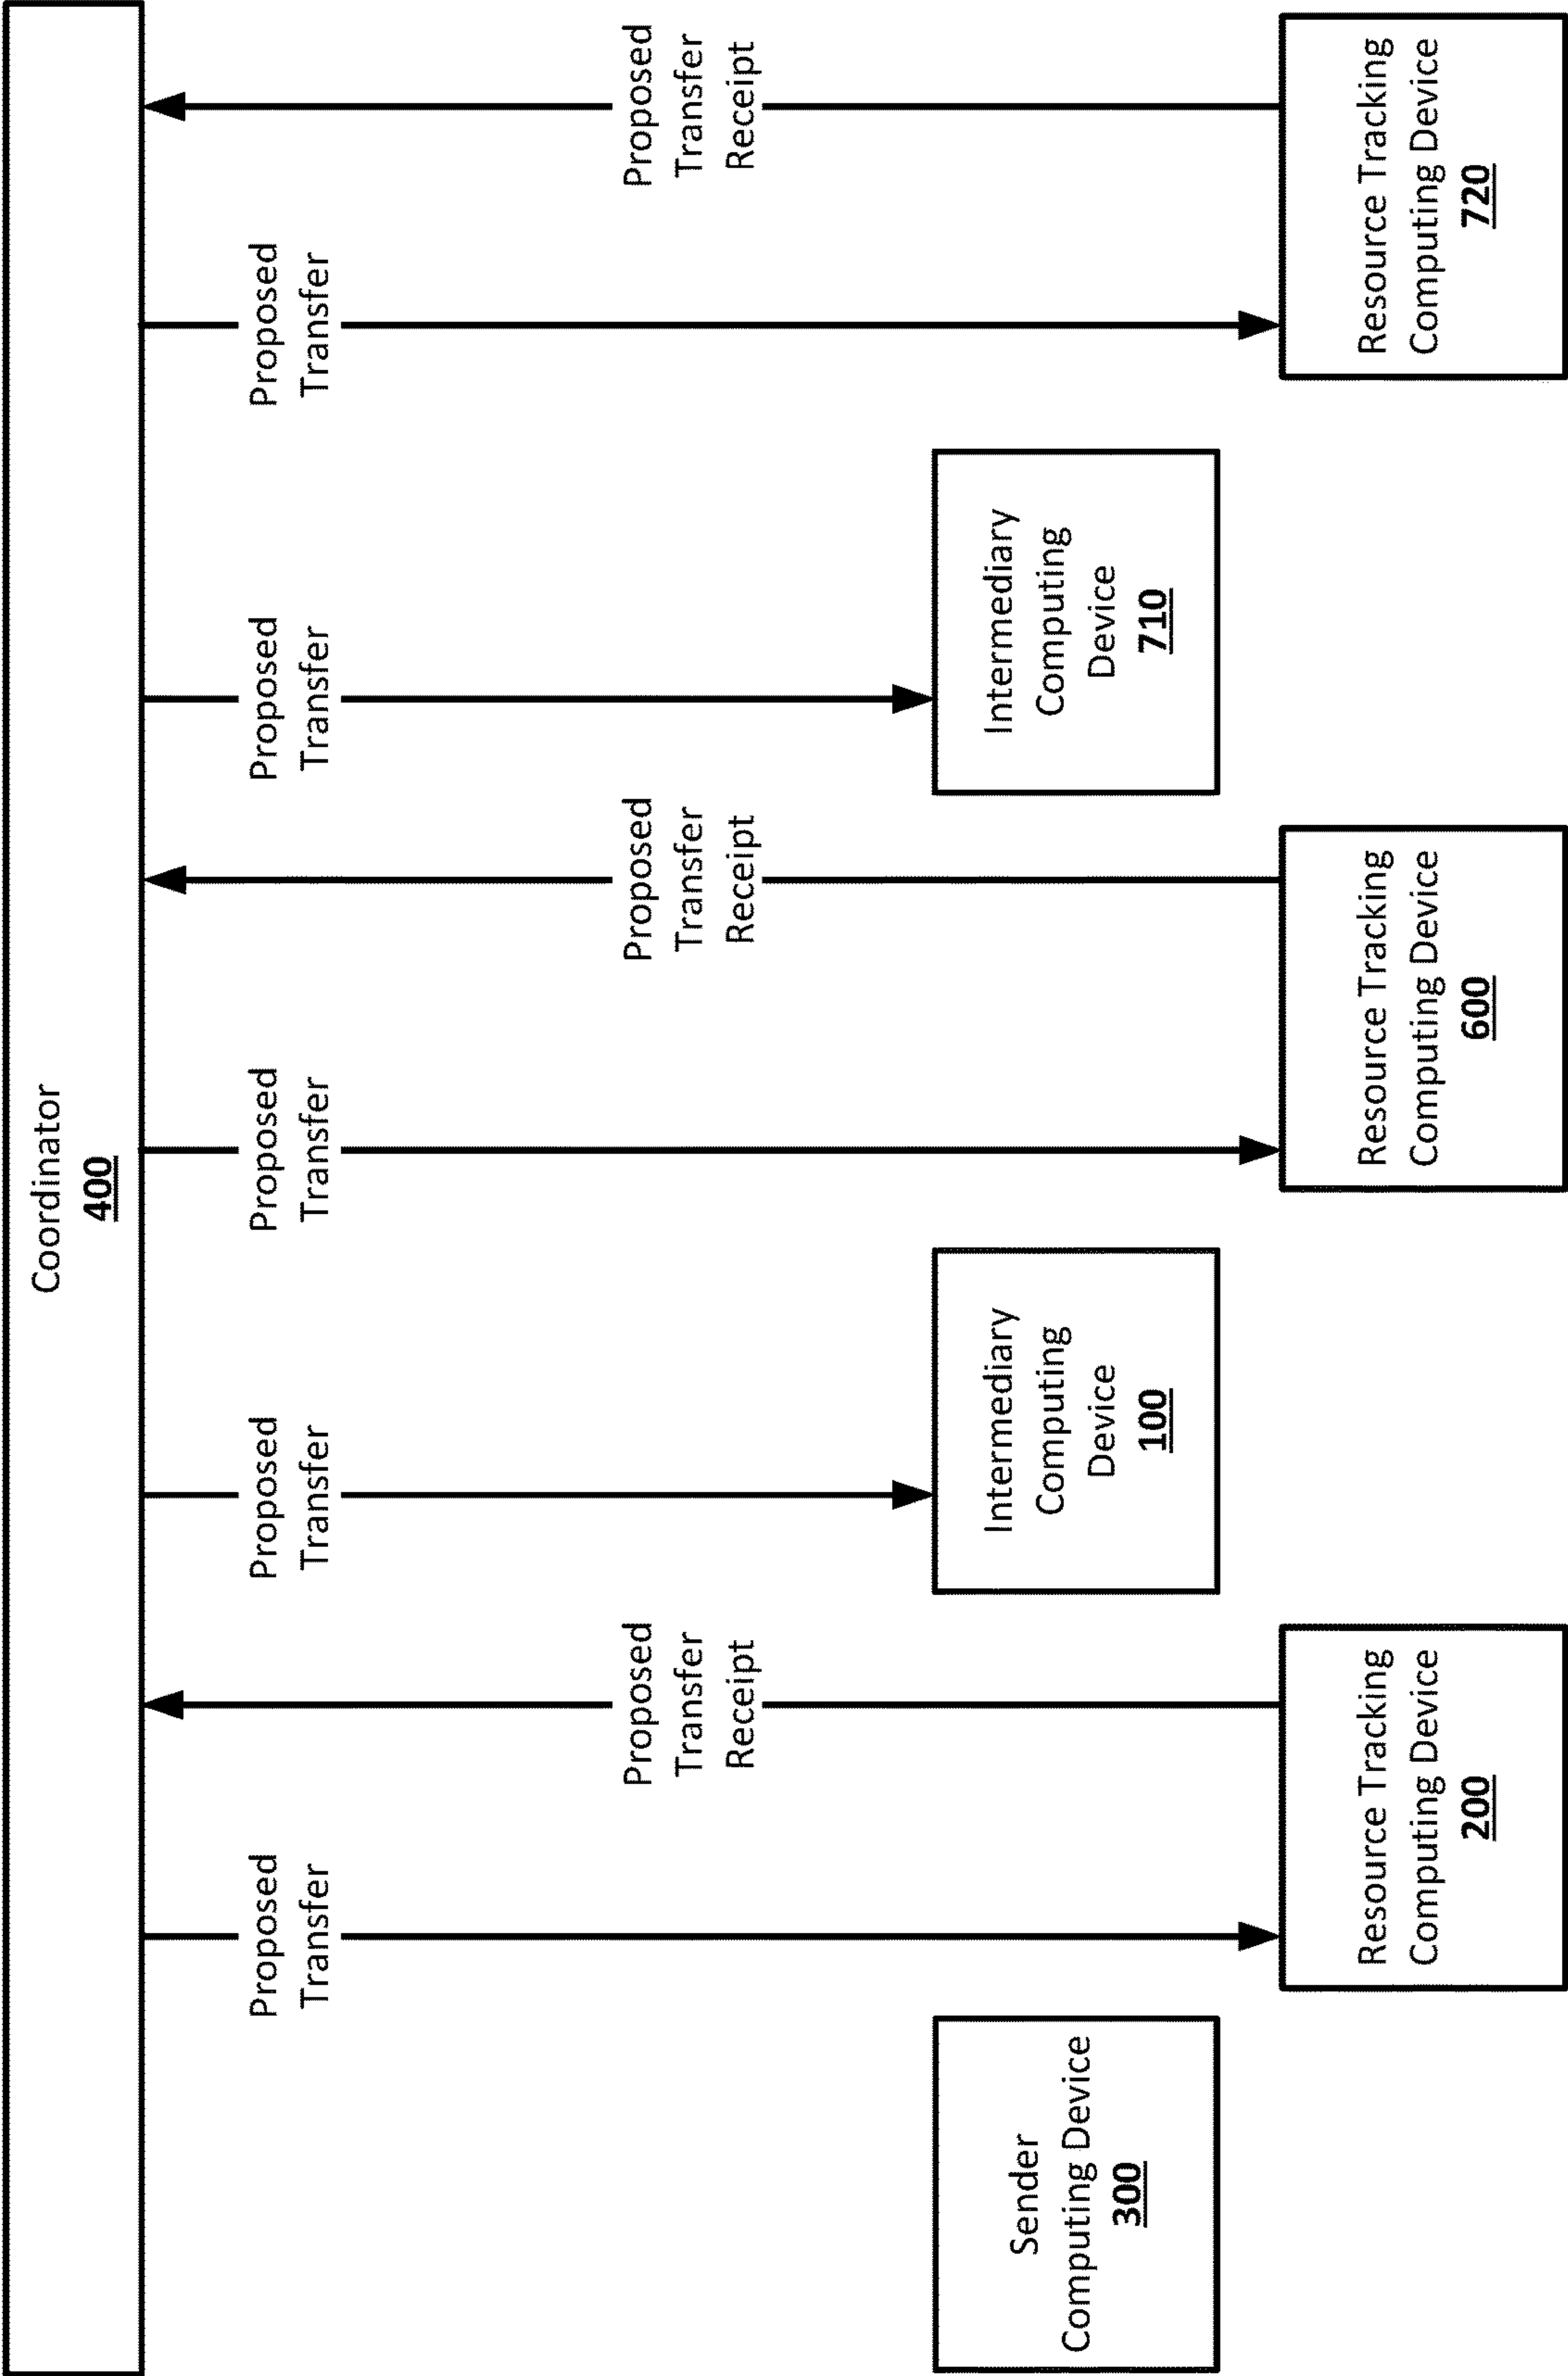 Coordinator
400
Proposed
Transfer
Proposed
Transfer
Receipt
Proposed
Transfer
Proposed
Transfer
Proposed
Transfer
Receipt
Proposed
Transfer
Proposed
Transfer
Proposed
Transfer
Receipt
Sender
Computing Device
300
Intermediary
Computing
Device
100
Intermediary
Computing
Device
710
Resource Tracking
Computing Device
200
Resource Tracking
Computing Device
600
Resource Tracking
Computing Device
720